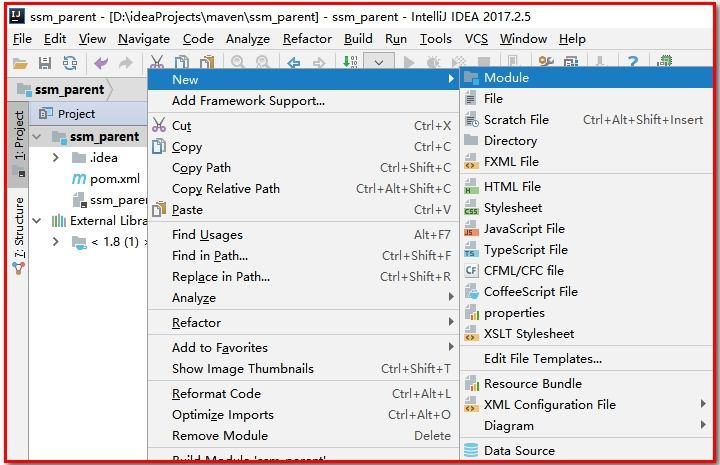 ssm_parent - [D:\ideaProjects\maven\ssm_parent] - ssm_parent - IntelliJ IDEA 2017.2.5
File Edit View Navigate Code Analyze Refactor Build Run Tools VCS Window Help
ssm_parent
1: Project
7: Structure
Project
ssm_parent
.idea
pom.xml
ssm_paren
External Libra
< 1.8 (1) >
New
Add Framework Support...
Cut Ctrl+X
Copy Ctrl+C
Copy Path Ctrl+Shift+C
Copy Relative Path Ctrl+Alt+Shift+C
Paste Ctrl+V
Find Usages Alt+F7
Find in Path... Ctrl+Shift+F
Replace in Path... Ctrl+Shift+R
Analyze
Refactor
Add to Favorites
Show Image Thumbnails Ctrl+Shift+T
Reformat Code Ctrl+Alt+L
Optimize Imports Ctrl+Alt+O
Remove Module Delete
Build Module 'ssm_parent'
Module
File
Scratch File Ctrl+Alt+Shift+Insert
Directory
FXML File
HTML File
Stylesheet
JavaScript File
TypeScript File
CFML/CFC file
CoffeeScript File
properties
XSLT Stylesheet
Edit File Templates...
Resource Bundle
XML Configuration File
Diagram
Data Source